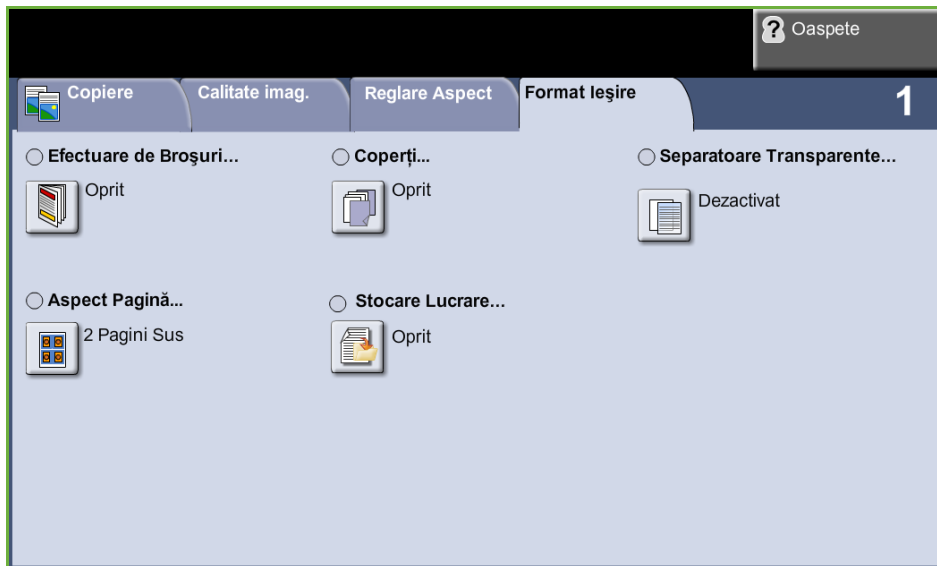 Oaspete
Copiere
Calitate imag.
Reglare Aspect
Format Ieşire
1
Efectuare de Broşuri...
Oprit
Coperți...
Oprit
Separatoare Transparente...
Dezactivat
Aspect Pagină...
2 Pagini Sus
Stocare Lucrare...
Oprit